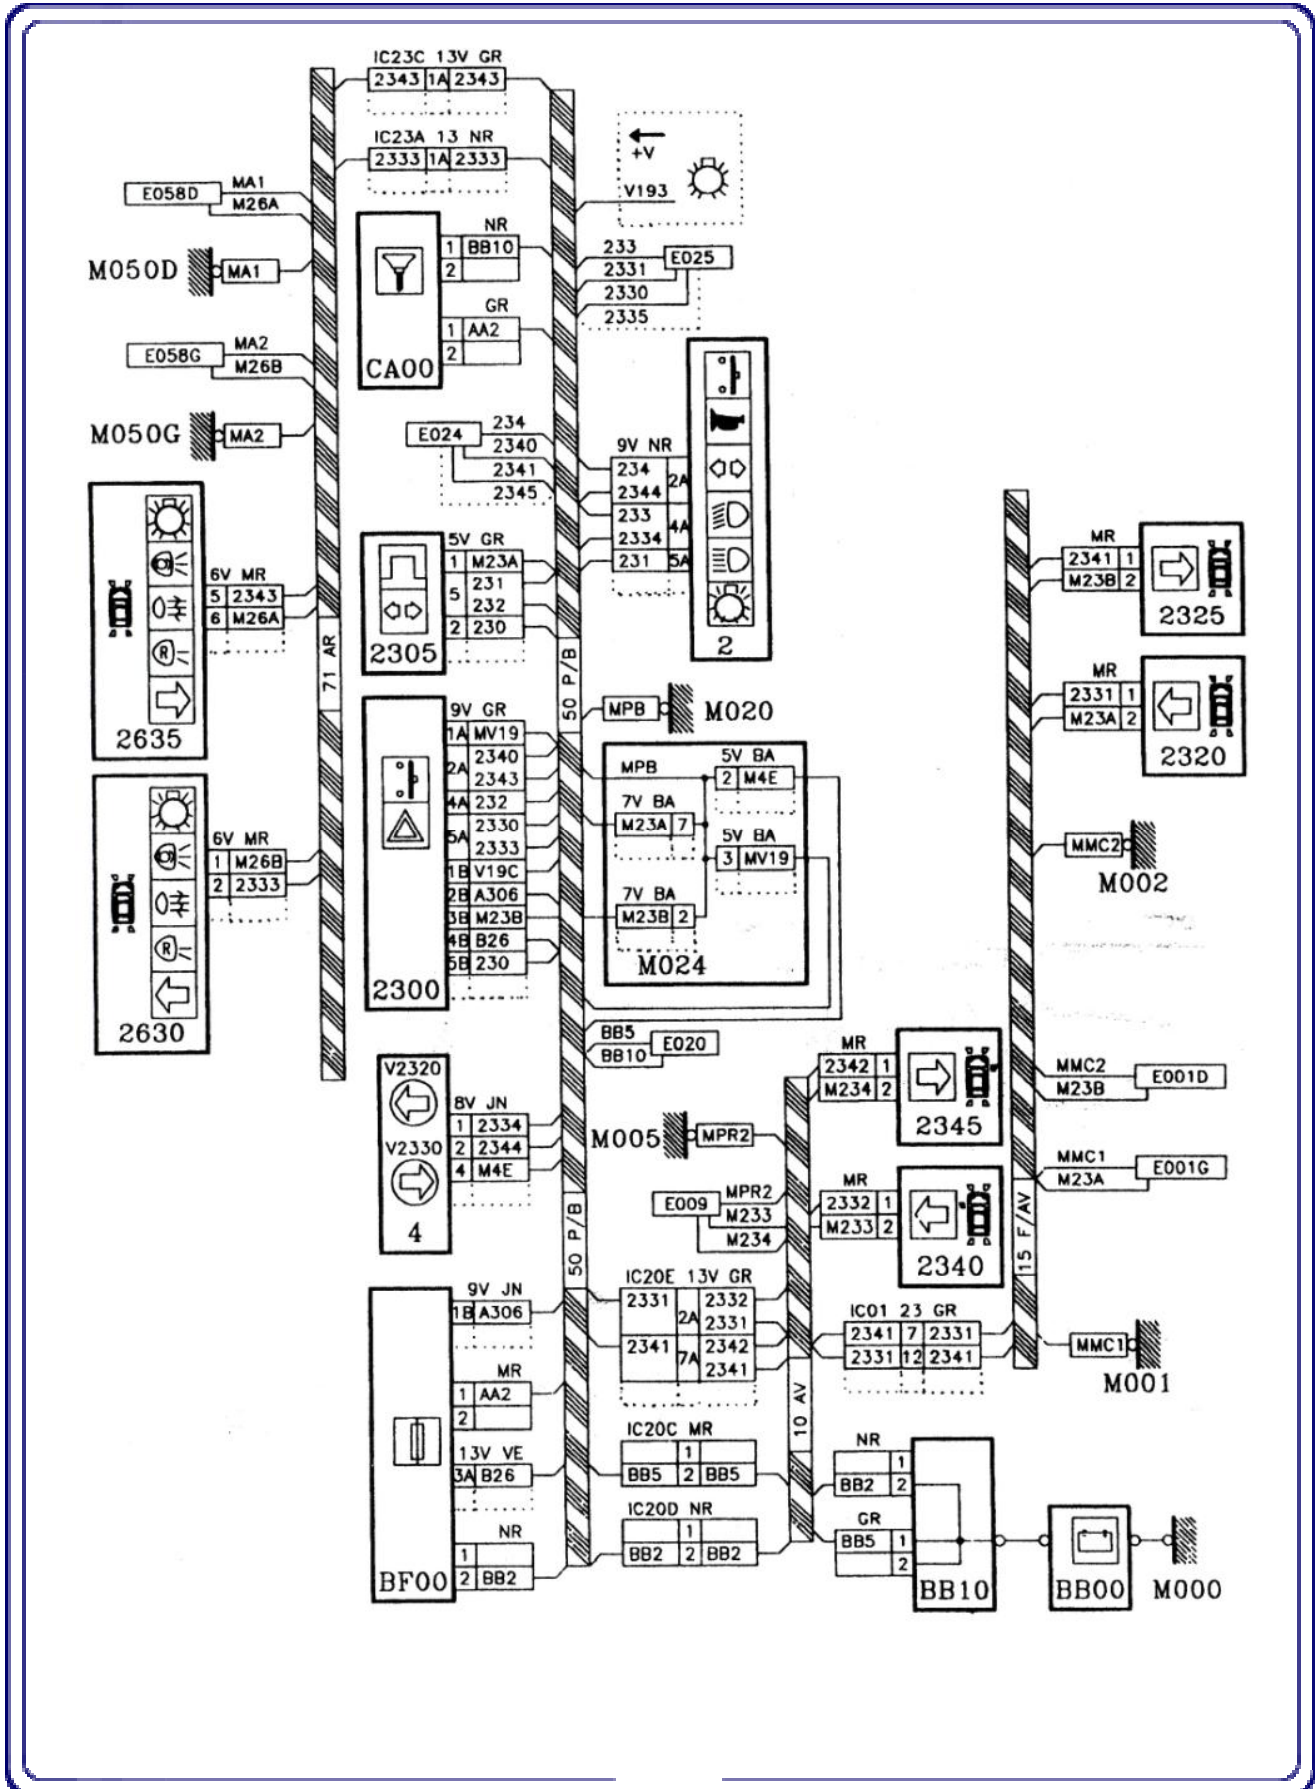 IC23C 13V GR
2343 1A 2343
IC23A 13 NR
2333 1A 2333
+V
V193
E058D
MA1
M26A
M050D
MA1
NR
1 BB10
2
GR
1 AA2
2
CA00
233
2331
2330
2335
E025
E058G
MA2
M26B
M050G
MA2
E024
234
2340
2341
2345
9V NR
234
2344
2A
233
2334
4A
231 5A
2
6V MR
5 2343
6 M26A
2635
71 AR
5V GR
1 M23A
5
231
232
2 230
2305
50 P/B
MR
2341 1
M23B 2
2325
MR
2331 1
M23A 2
2320
MPB
M020
9V GR
1A MV19
2A
2340
2343
4A 232
5A
2330
2333
1B V19C
2B A306
3B M23B
4B B26
5B 230
2300
MPB
5V BA
2 M4E
7V BA
M23A 7
5V BA
3 MV19
7V BA
M23B 2
M024
6V MR
1 M26B
2 2333
2630
MMC2
M002
BB5
BB10
E020
V2320
8V JN
1 2334
2 2344
4 M4E
V2330
4
MR
2342 1
M234 2
2345
M005
MPR2
MMC2
M23B
E001D
MMC1
M23A
E001G
E009
MPR2
M233
M234
MR
2332 1
M233 2
2340
50 P/B
15 F/AV
9V JN
1B A306
IC20E 13V GR
2331
2A
2332
2331
2341
7A
2342
2341
IC01 23 GR
2341 7 2331
2331 12 2341
MMC1
M001
MR
1 AA2
2
10 AV
13V VE
3A B26
NR
1
2 BB2
BF00
IC20C MR
1
BB5 2 BB5
IC20D NR
1
BB2 2 BB2
NR
1
BB2 2
GR
BB5 1
2
BB10
BB00
M000